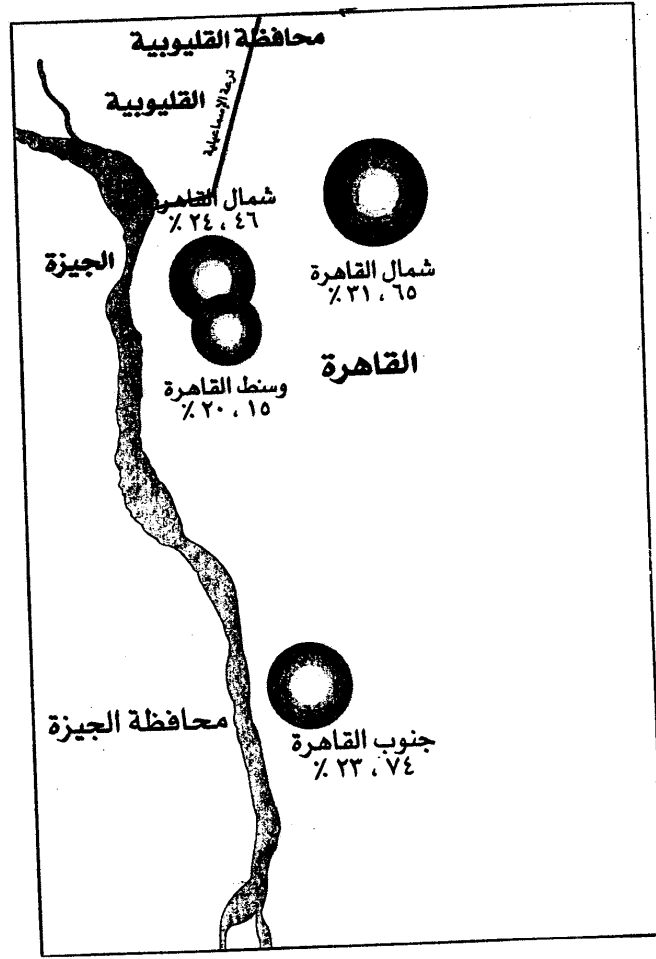 محافظة القليوبية
القليوبية
ترعة الإسماعيلية
شمال القاهرة
٢٤،٤٦ ٪
الجيزة
شمال القاهرة
٣١،٦٥ ٪
القاهرة
وسط القاهرة
٢٠،١٥ ٪
محافظة الجيزة
جنوب القاهرة
٢٣،٧٤ ٪